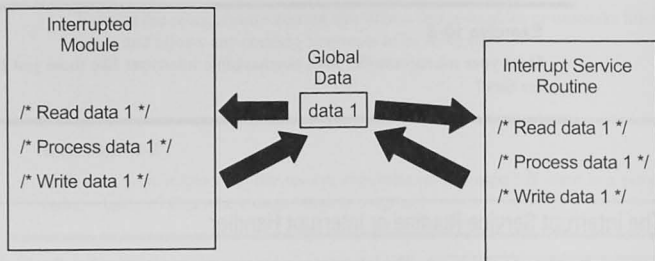 Interrupted
Module
/* Read data 1 */
/* Process data 1 */
/* Write data 1 */
Global
Data
data 1
Interrupt Service
Routine
/* Read data 1 */
/* Process data 1 */
/* Write data 1 */